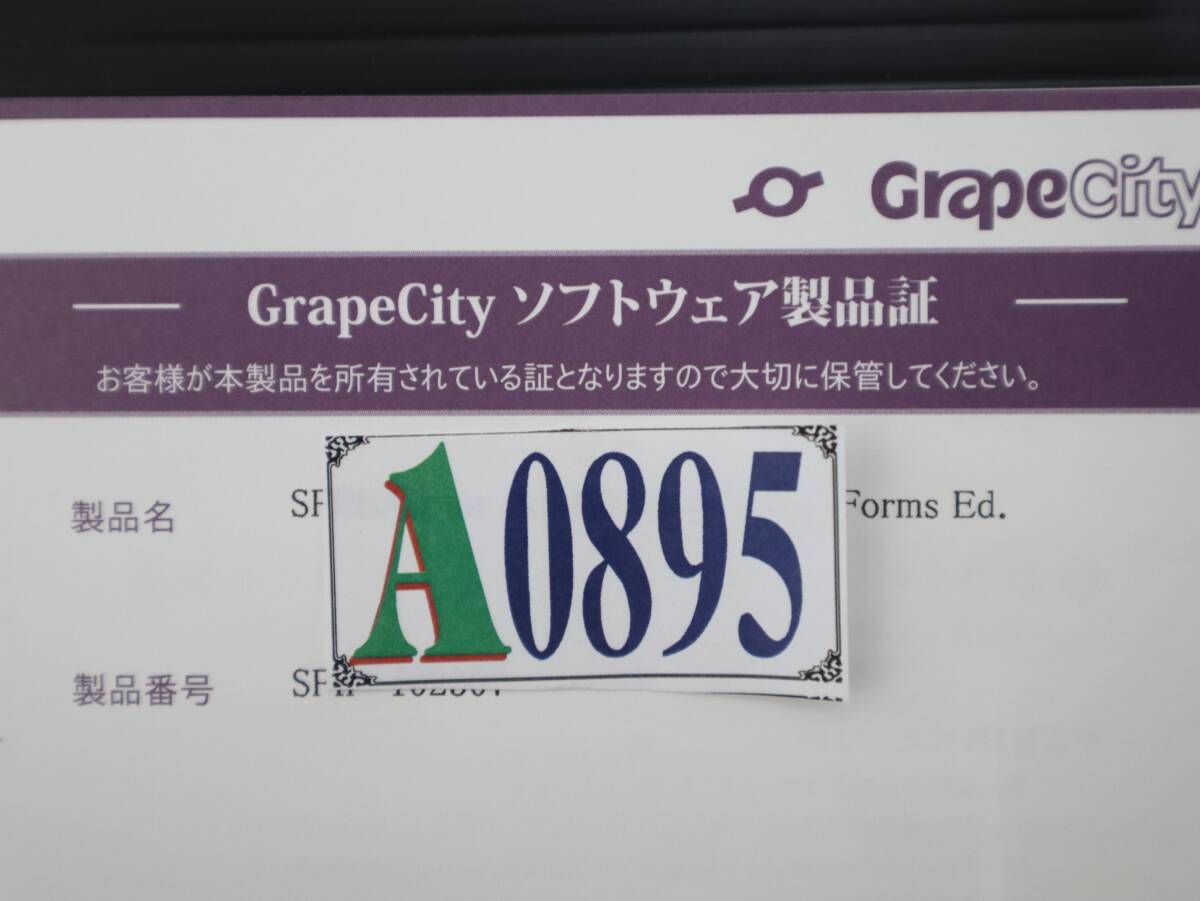 GrapeCity
GrapeCity ソフトウェア製品証
お客様が本製品を所有されている証となりますので大切に保管してください。
製品名
Forms Ed.
A0895
製品番号